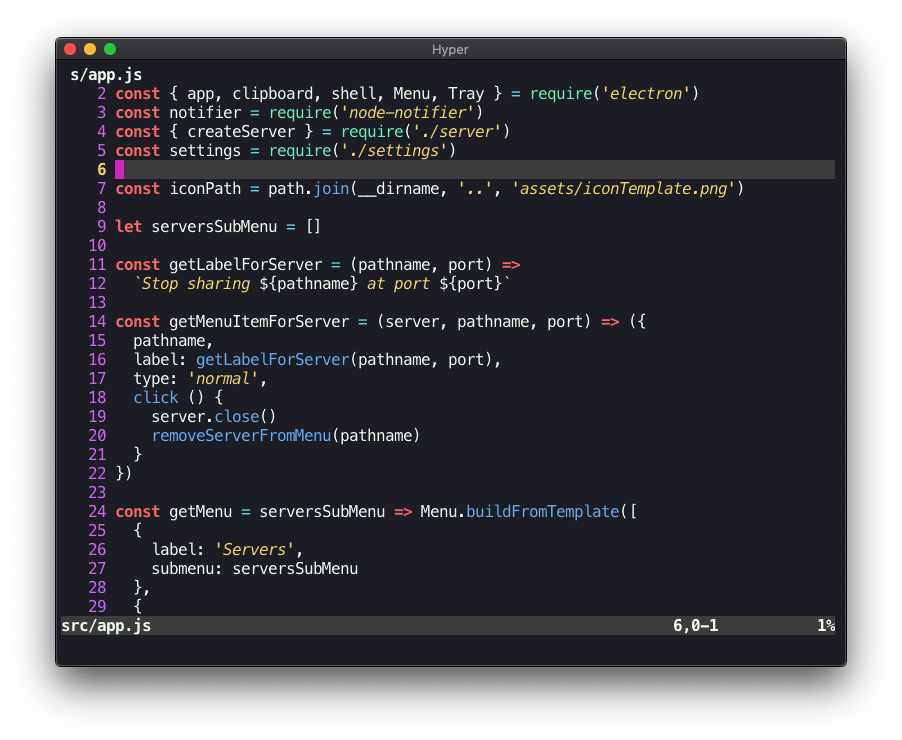 Hyper
s/app.js
2 const { app, clipboard, shell, Menu, Tray } = require('electron')
3 const notifier = require('node-notifier')
4 const { createServer } = require('./server')
5 const settings = require('./settings')
6
7 const iconPath = path.join(__dirname, '..', 'assets/iconTemplate.png')
8
9 let serversSubMenu = []
10
11 const getLabelForServer = (pathname, port) =>
12   `Stop sharing ${pathname} at port ${port}`
13
14 const getMenuItemForServer = (server, pathname, port) => ({
15   pathname,
16   label: getLabelForServer(pathname, port),
17   type: 'normal',
18   click () {
19     server.close()
20     removeServerFromMenu(pathname)
21   }
22 })
23
24 const getMenu = serversSubMenu => Menu.buildFromTemplate([
25   {
26     label: 'Servers',
27     submenu: serversSubMenu
28   },
29   {
src/app.js 6,0-1 1%